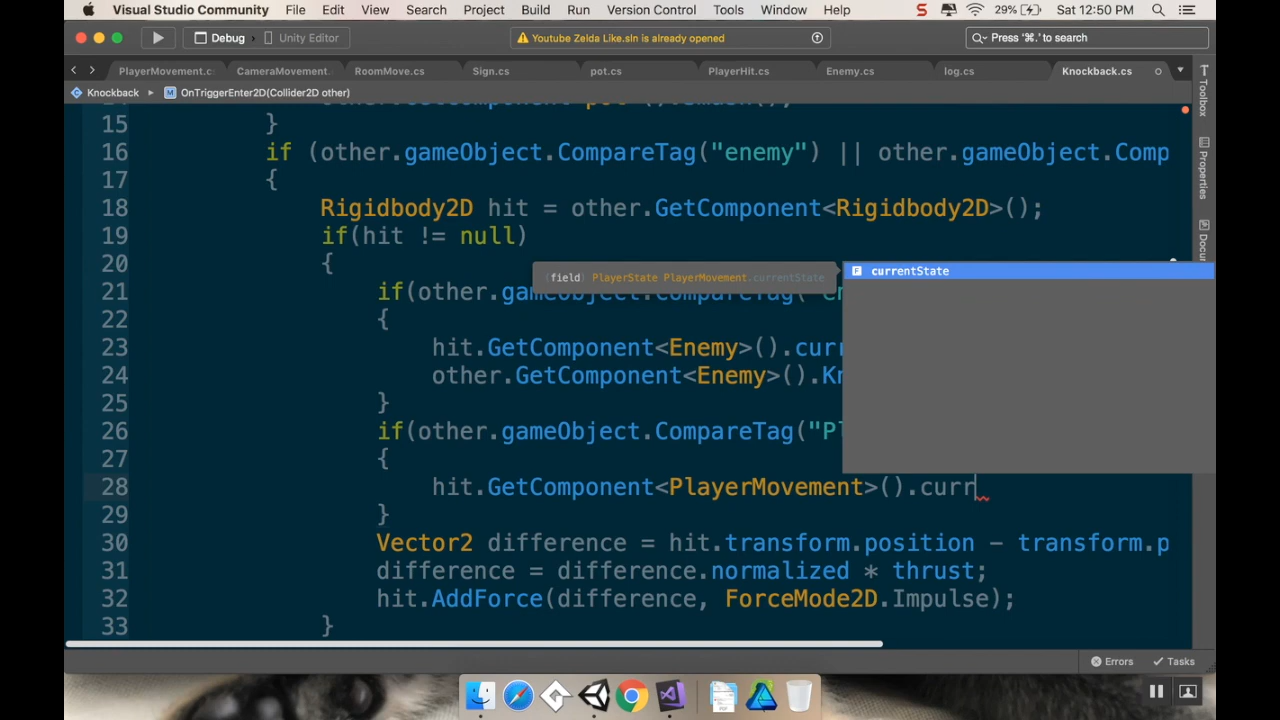 Visual Studio Community File Edit View Search Project Build Run Version Control Tools Window Help S 29% Sat 12:50 PM
Debug Unity Editor Youtube Zelda Like.sln is already opened Press '⌘.' to search
PlayerMovement.cs CameraMovement. RoomMove.cs Sign.cs pot.cs PlayerHit.cs Enemy.cs log.cs Knockback.cs
Knockback OnTriggerEnter2D(Collider2D other)
Toolbox
Properties
Docu
15 }
16 if (other.gameObject.CompareTag("enemy") || other.gameObject.Comp
17 {
18 Rigidbody2D hit = other.GetComponent<Rigidbody2D>();
19 if(hit != null)
20 {
(field) PlayerState PlayerMovement.currentState
currentState
21 if(other.gameObject.CompareTag("en
22 {
23 hit.GetComponent<Enemy>().curr
24 other.GetComponent<Enemy>().Kn
25 }
26 if(other.gameObject.CompareTag("Pl
27 {
28 hit.GetComponent<PlayerMovement>().curr
29 }
30 Vector2 difference = hit.transform.position - transform.p
31 difference = difference.normalized * thrust;
32 hit.AddForce(difference, ForceMode2D.Impulse);
33 }
Errors Tasks